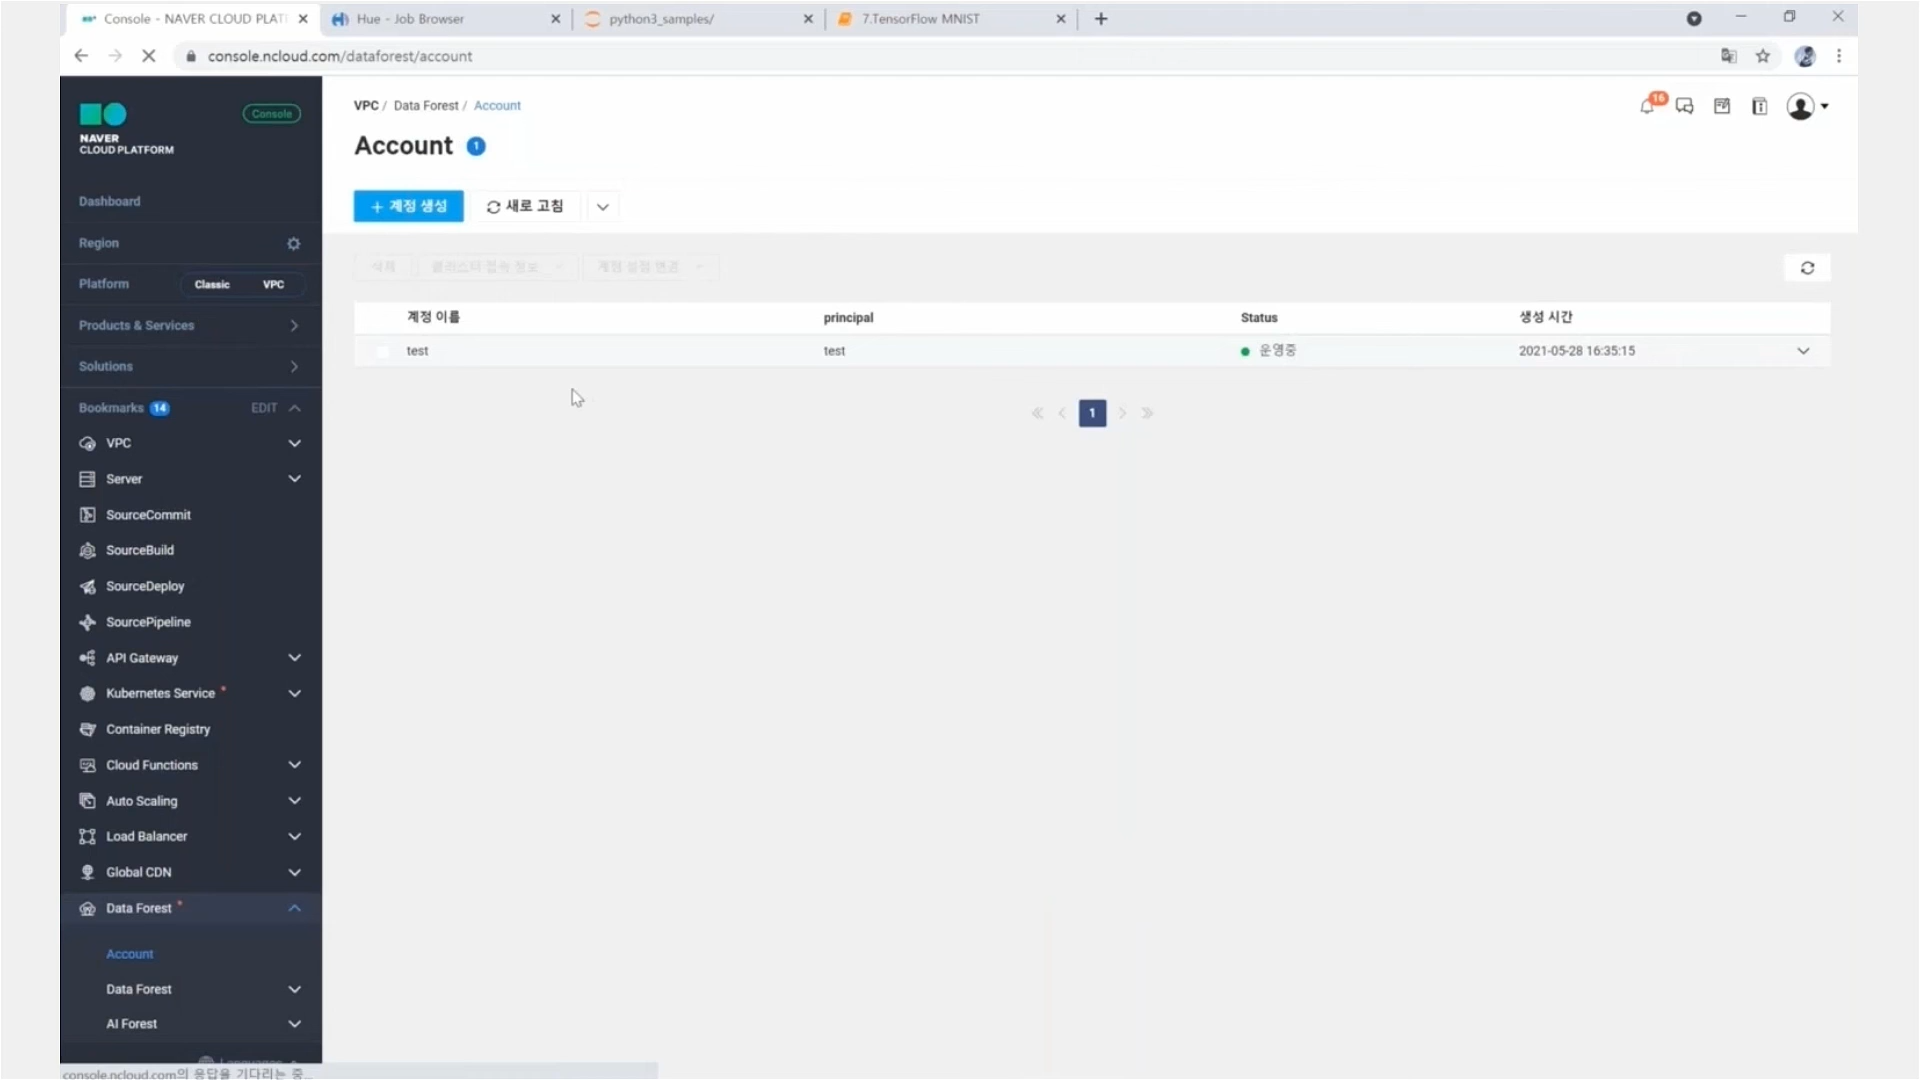 Console - NAVER CLOUD PLAT
Hue - Job Browser
python3_samples/
7.TensorFlow MNIST
console.ncloud.com/dataforest/account
NAVER
CLOUD PLATFORM
Console
Dashboard
Region
Platform
Classic
VPC
Products & Services
Solutions
Bookmarks 14
EDIT
VPC
Server
SourceCommit
SourceBuild
SourceDeploy
SourcePipeline
API Gateway
Kubernetes Service
Container Registry
Cloud Functions
Auto Scaling
Load Balancer
Global CDN
Data Forest
Account
Data Forest
AI Forest
Language
console.ncloud.com의 응답을 기다리는 중...
VPC / Data Forest / Account
16
Account 1
+ 계정 생성
새로 고침
삭제
클러스터 접속 정보
계정 설정 변경
계정 이름 principal Status 생성 시간
test test 운영중 2021-05-28 16:35:15
1